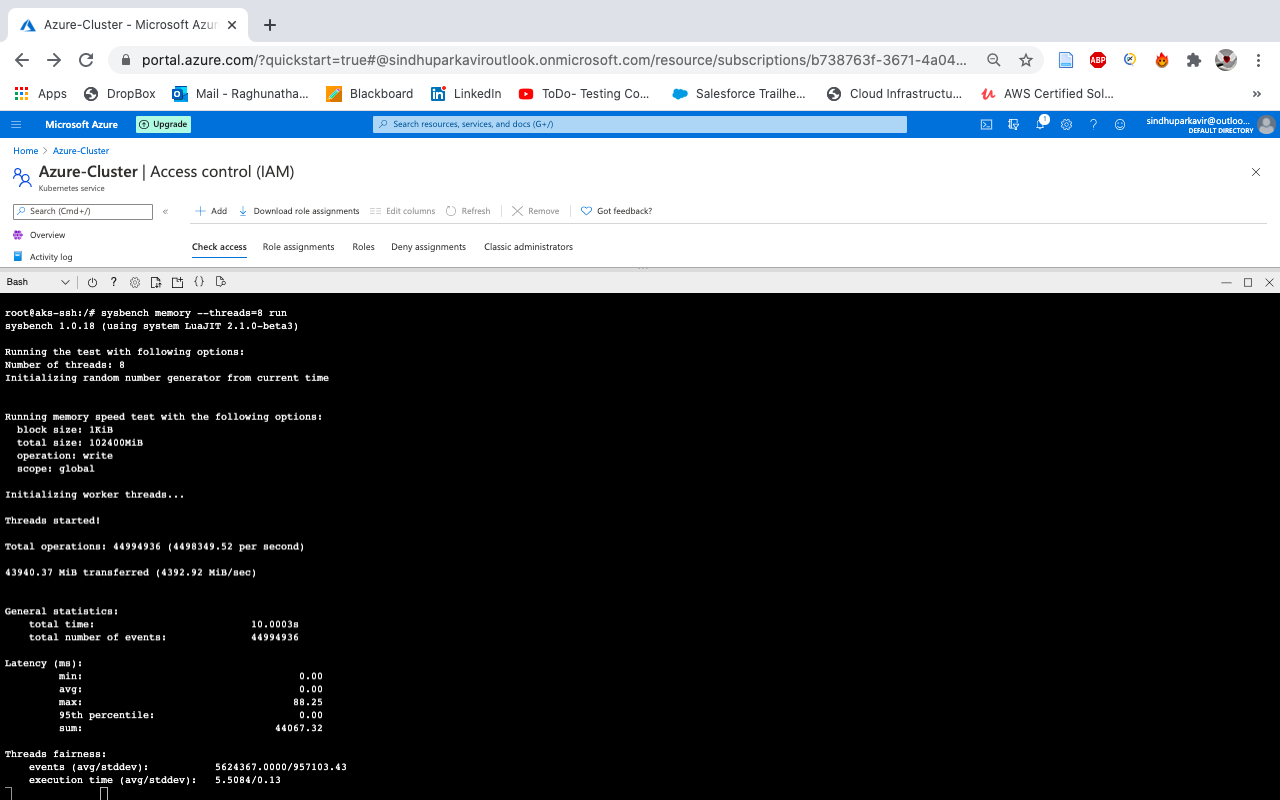 Azure-Cluster - Microsoft Azur
portal.azure.com/?quickstart=true#@sindhuparkaviroutlook.onmicrosoft.com/resource/subscriptions/b738763f-3671-4a04...
ABP
Apps DropBox Mail - Raghunatha... Blackboard LinkedIn ToDo- Testing Co... Salesforce Trailhe... Cloud Infrastructu... AWS Certified Sol... »
Microsoft Azure Upgrade Search resources, services, and docs (G+/) 1 sindhuparkavir@outloo...
DEFAULT DIRECTORY
Home > Azure-Cluster
Azure-Cluster | Access control (IAM)
Kubernetes service
Search (Cmd+/) « Add Download role assignments Edit columns Refresh Remove Got feedback?
Overview
Check access Role assignments Roles Deny assignments Classic administrators
Activity log
Bash ? {}
root@aks-ssh:/# sysbench memory --threads=8 run
sysbench 1.0.18 (using system LuaJIT 2.1.0-beta3)
Running the test with following options:
Number of threads: 8
Initializing random number generator from current time
Running memory speed test with the following options:
block size: 1KiB
total size: 102400MiB
operation: write
scope: global
Initializing worker threads...
Threads started!
Total operations: 44994936 (4498349.52 per second)
43940.37 MiB transferred (4392.92 MiB/sec)
General statistics:
total time: 10.0003s
total number of events: 44994936
Latency (ms):
min: 0.00
avg: 0.00
max: 88.25
95th percentile: 0.00
sum: 44067.32
Threads fairness:
events (avg/stddev): 5624367.0000/957103.43
execution time (avg/stddev): 5.5084/0.13